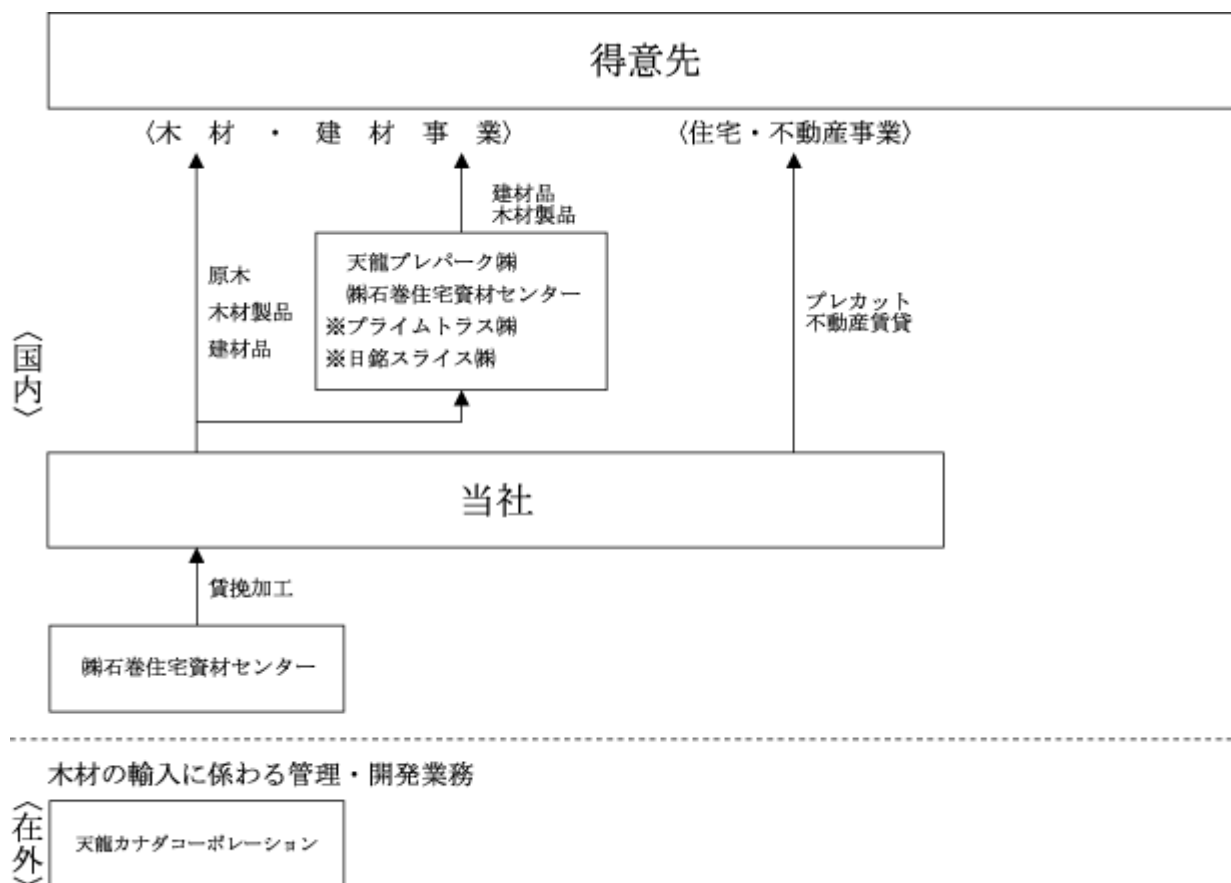 得意先
〈木材・建材事業〉
〈住宅・不動産事業〉
建材品
木材製品
天龍プレパーク㈱
㈱石巻住宅資材センター
※プライムトラス㈱
※日銘スライス㈱
原木
木材製品
建材品
プレカット
不動産賃貸
〈国内〉
当社
賃挽加工
㈱石巻住宅資材センター
木材の輸入に係わる管理・開発業務
〈在外〉
天龍カナダコーポレーション